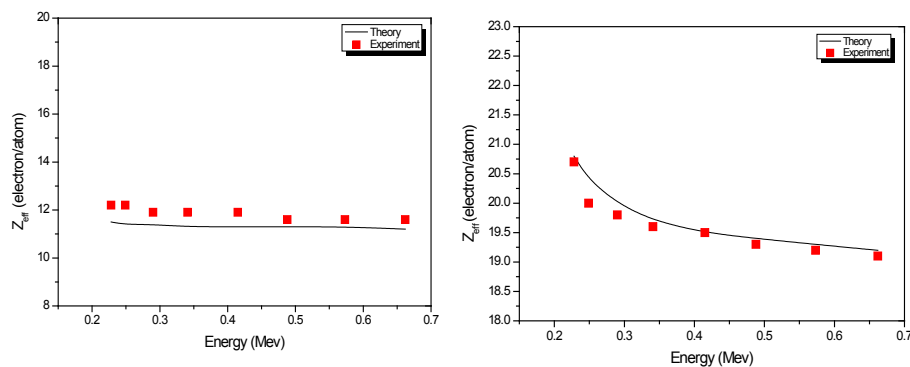 20
18
16
14
12
10
8
Z_eff (electron/atom)
0.2 0.3 0.4 0.5 0.6 0.7
Energy (Mev)
Theory
Experiment
23.0
22.5
22.0
21.5
21.0
20.5
20.0
19.5
19.0
18.5
18.0
Z_eff (electron/atom)
0.2 0.3 0.4 0.5 0.6 0.7
Energy (Mev)
Theory
Experiment